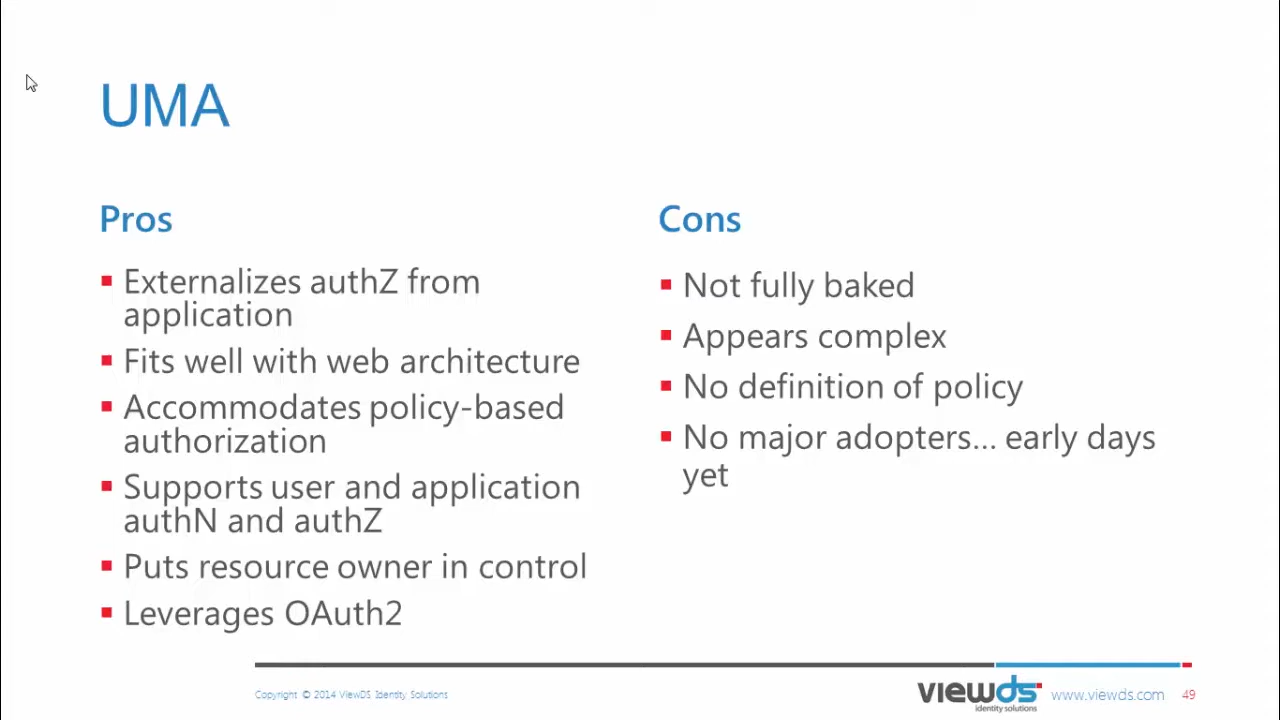 UMA
Pros
Externalizes authZ from
application
Fits well with web architecture
Accommodates policy-based
authorization
Supports user and application
authN and authZ
Puts resource owner in control
Leverages OAuth2
Cons
Not fully baked
Appears complex
No definition of policy
No major adopters... early days
yet
Copyright © 2014 ViewDS Identity Solutions
viewds
identity solutions
www.viewds.com
49